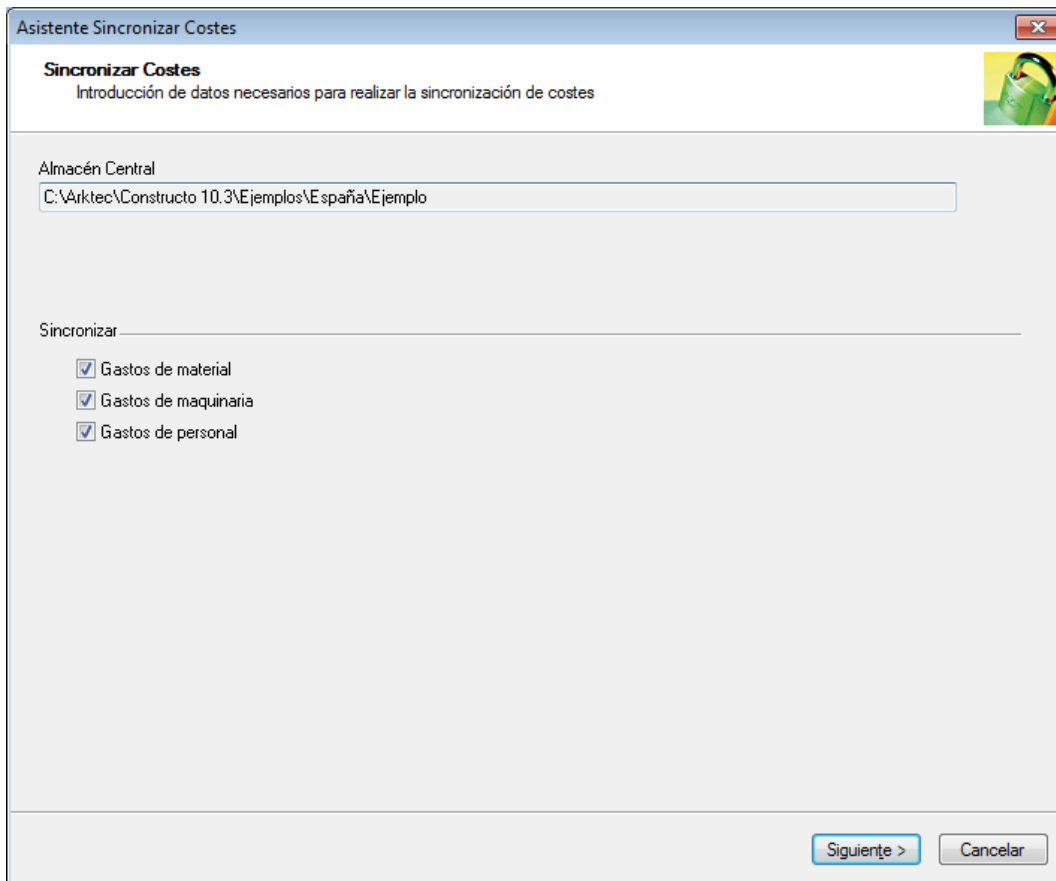 Asistente Sincronizar Costes
Sincronizar Costes
Introducción de datos necesarios para realizar la sincronización de costes
Almacén Central
C:\Arktec\Constructo 10.3\Ejemplos\España\Ejemplo
Sincronizar
Gastos de material
Gastos de maquinaria
Gastos de personal
Siguiente >
Cancelar